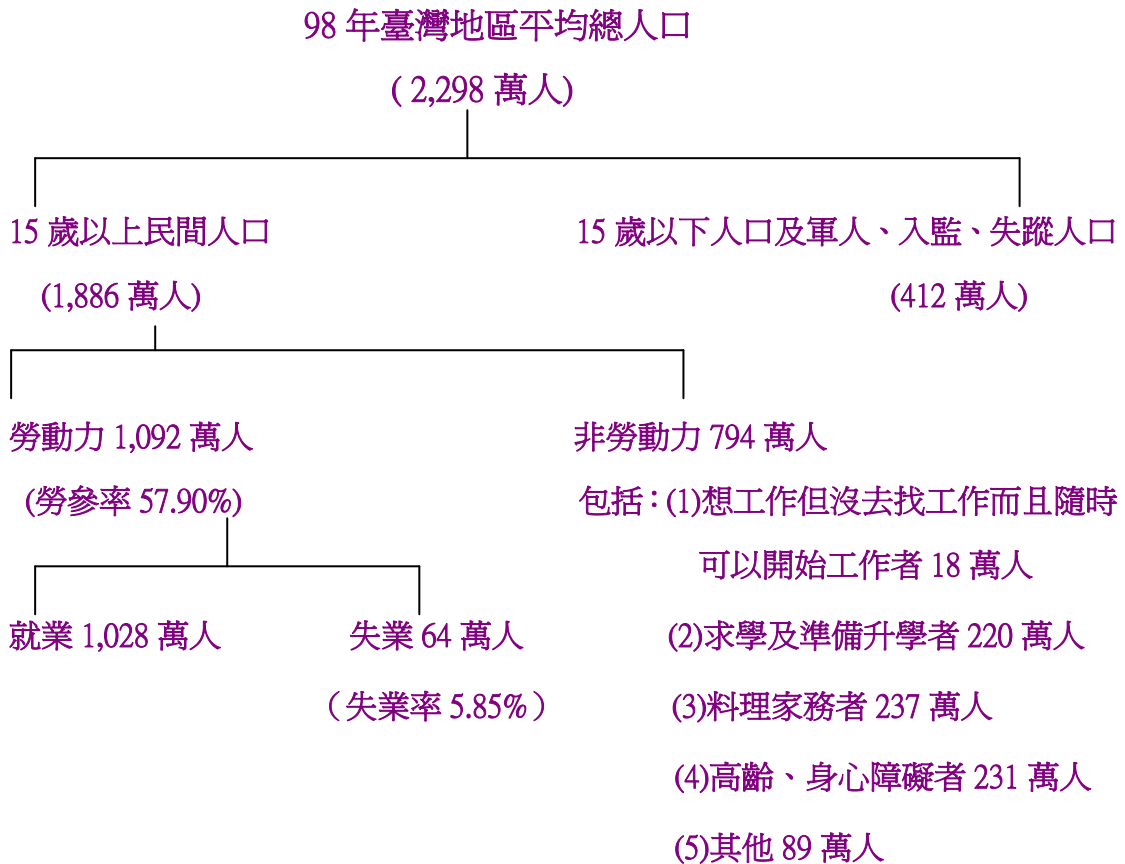 98 年臺灣地區平均總人口
( 2,298 萬人)
15 歲以上民間人口
15 歲以下人口及軍人、入監、失蹤人口
(1,886 萬人)
(412 萬人)
勞動力 1,092 萬人
非勞動力 794 萬人
(勞參率 57.90%)
包括：(1)想工作但沒去找工作而且隨時
可以開始工作者 18 萬人
就業 1,028 萬人
失業 64 萬人
(2)求學及準備升學者 220 萬人
（失業率 5.85%）
(3)料理家務者 237 萬人
(4)高齡、身心障礙者 231 萬人
(5)其他 89 萬人